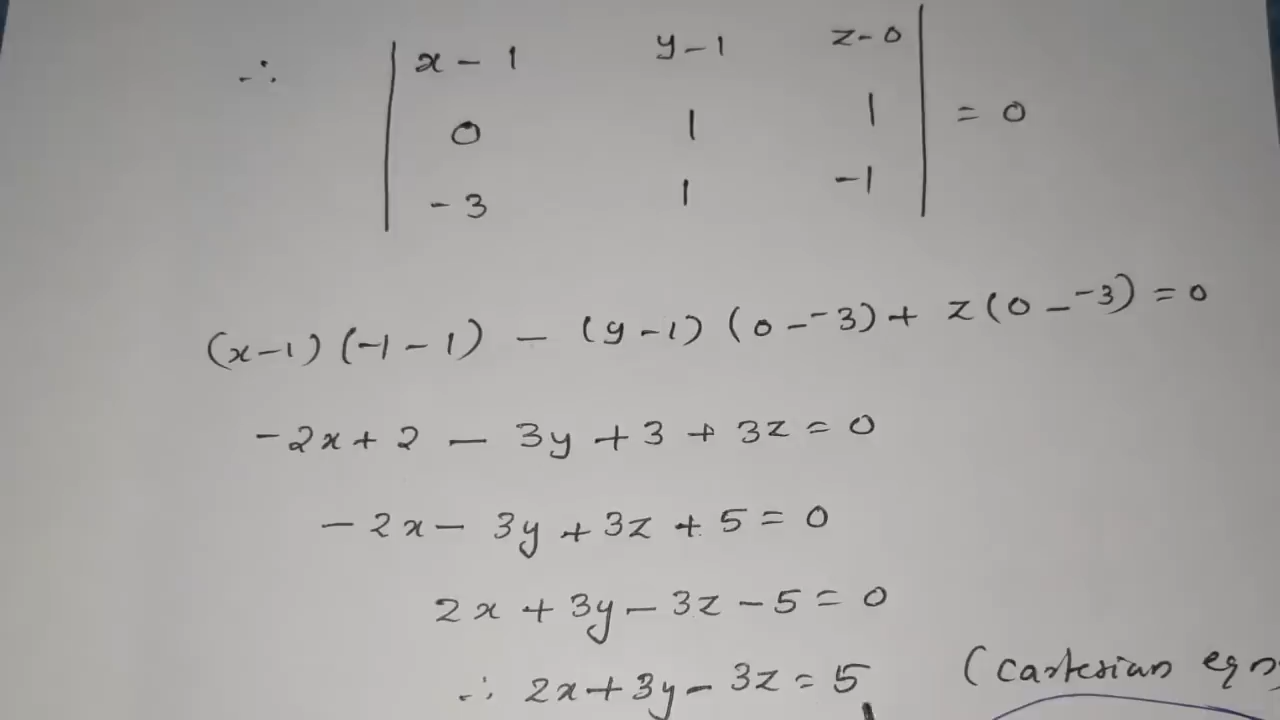 ∴ | x - 1 y - 1 z - 0 |
| 0 1 1 | = 0
| -3 1 -1 |
(x-1) (-1-1) - (y-1) (0 - -3) + z (0 - -3) = 0
-2x + 2 - 3y + 3 + 3z = 0
-2x - 3y + 3z + 5 = 0
2x + 3y - 3z - 5 = 0
∴ 2x + 3y - 3z = 5 (Cartesian eqn